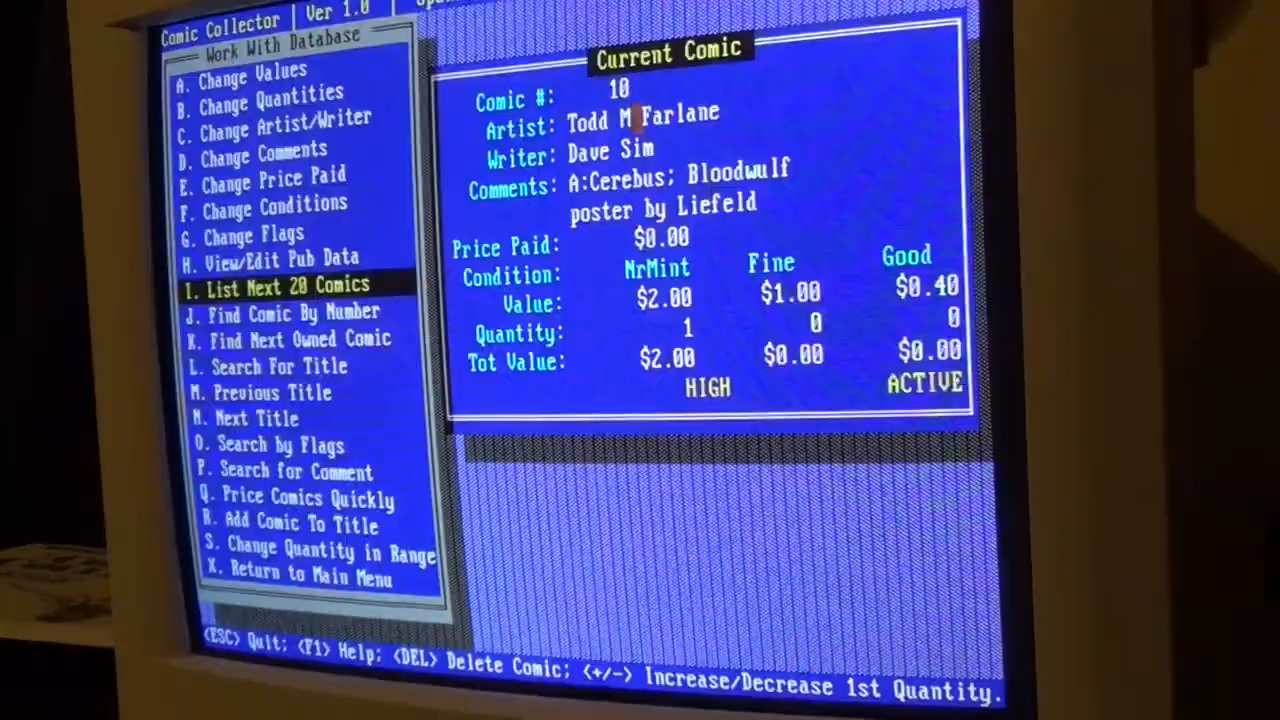 Comic Collector | Ver 1.0 |
Work With Database
A. Change Values
B. Change Quantities
C. Change Artist/Writer
D. Change Comments
E. Change Price Paid
F. Change Conditions
G. Change Flags
H. View/Edit Pub Data
I. List Next 20 Comics
J. Find Comic By Number
K. Find Next Owned Comic
L. Search For Title
M. Previous Title
N. Next Title
O. Search by Flags
P. Search for Comment
Q. Price Comics Quickly
R. Add Comic To Title
S. Change Quantity in Range
X. Return to Main Menu
Current Comic
Comic #: 10
Artist: Todd M Farlane
Writer: Dave Sim
Comments: A:Cerebus; Bloodwulf
poster by Liefeld
Price Paid: $0.00
Condition: NrMint Fine Good
Value: $2.00 $1.00 $0.40
Quantity: 1 0 0
Tot Value: $2.00 $0.00 $0.00
HIGH ACTIVE
<ESC> Quit; <F1> Help; <DEL> Delete Comic; <+/-> Increase/Decrease 1st Quantity.